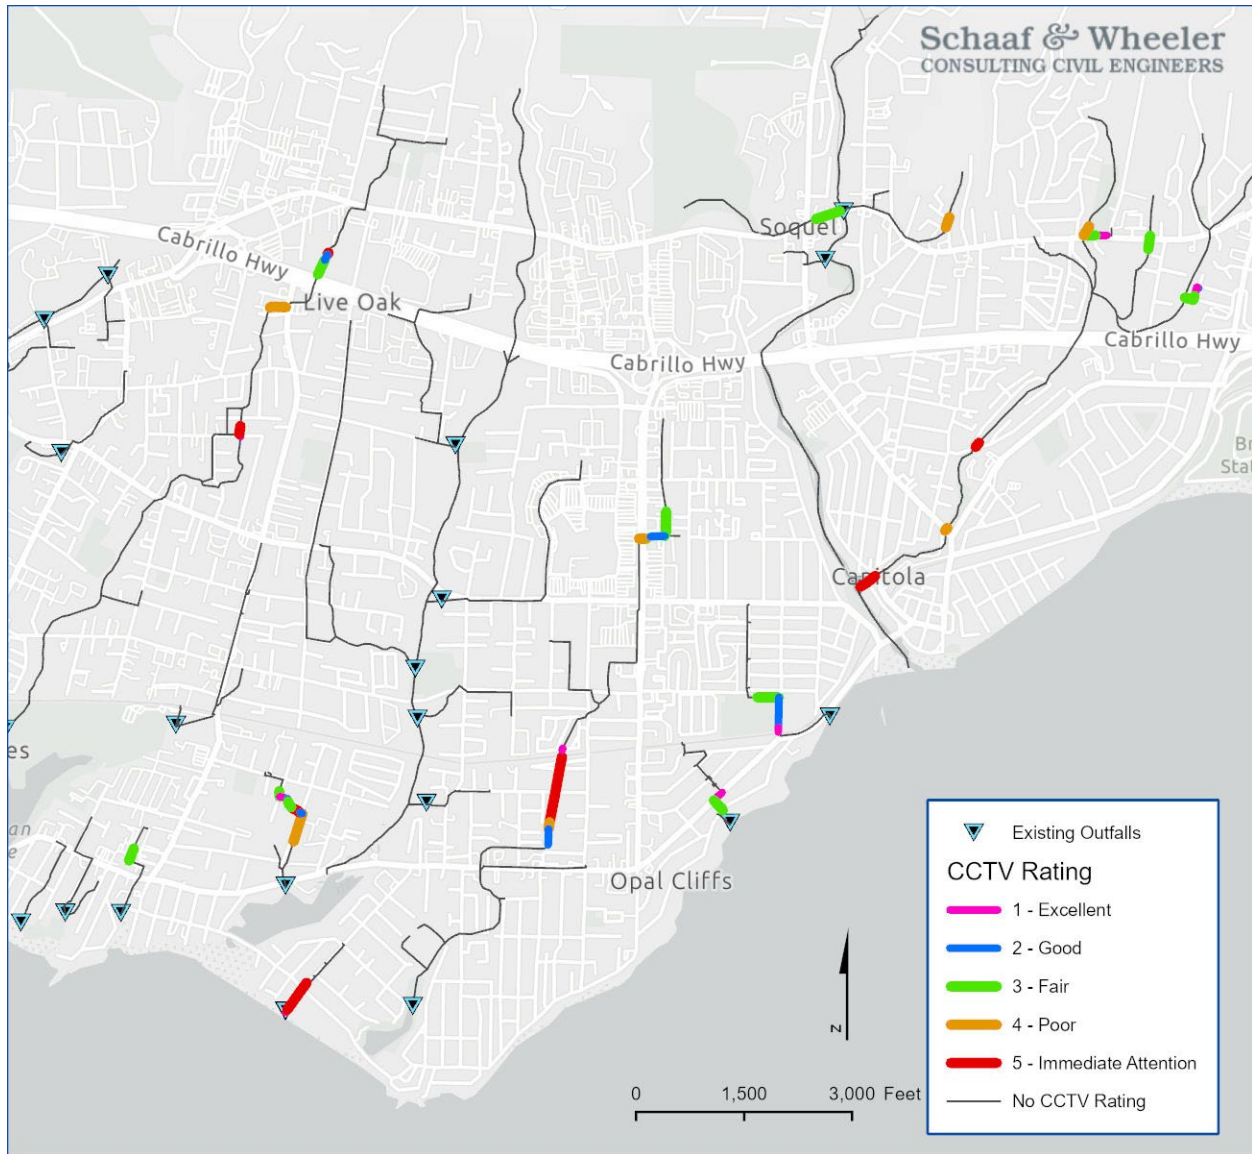 Schaaf & Wheeler
CONSULTING CIVIL ENGINEERS
Soquel
Cabrillo Hwy
Live Oak
Cabrillo Hwy
Cabrillo Hwy
Capitola
es
Opal Cliffs
Existing Outfalls
CCTV Rating
1 - Excellent
2 - Good
3 - Fair
4 - Poor
5 - Immediate Attention
No CCTV Rating
N
0 1,500 3,000 Feet